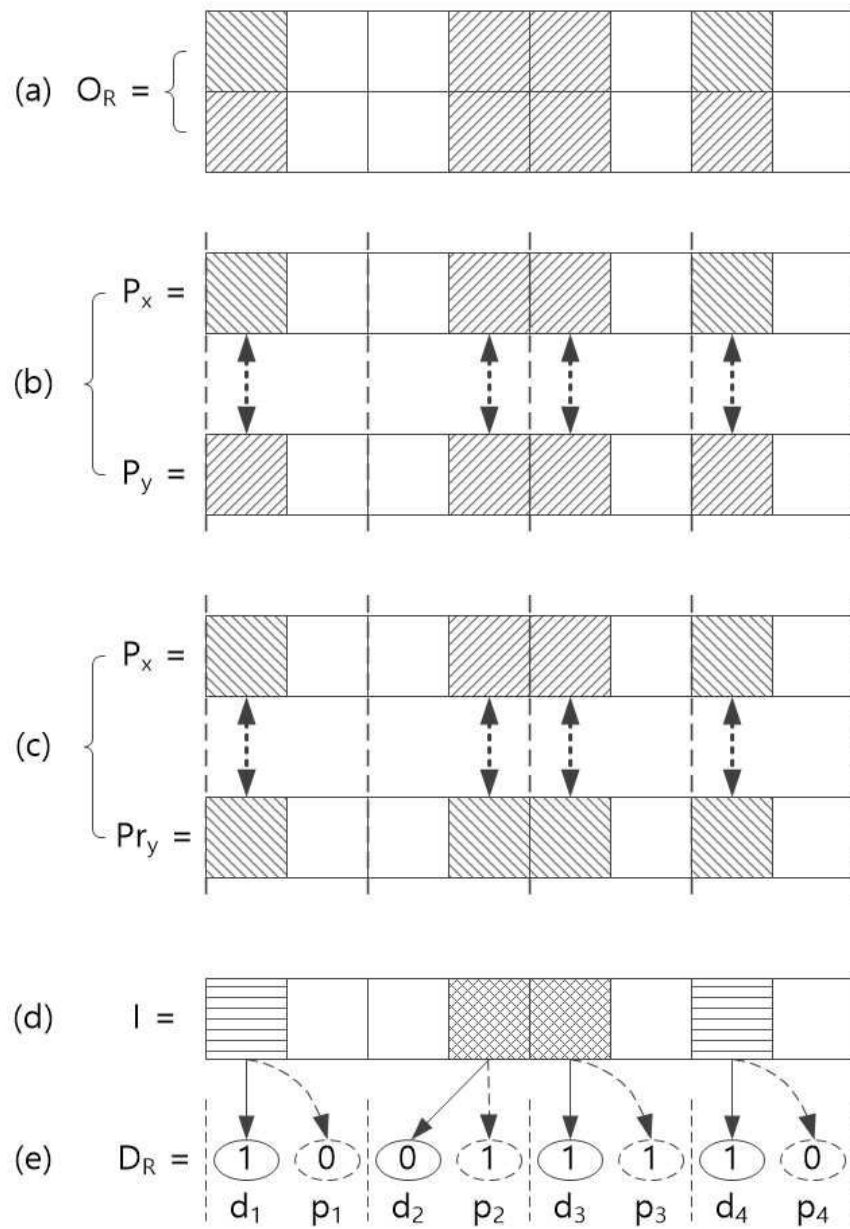 (a) O_R =
P_x =
(b)
P_y =
P_x =
(c)
Pr_y =
(d) I =
(e) D_R = 1 0 0 1 1 1 1 0
d_1 p_1 d_2 p_2 d_3 p_3 d_4 p_4